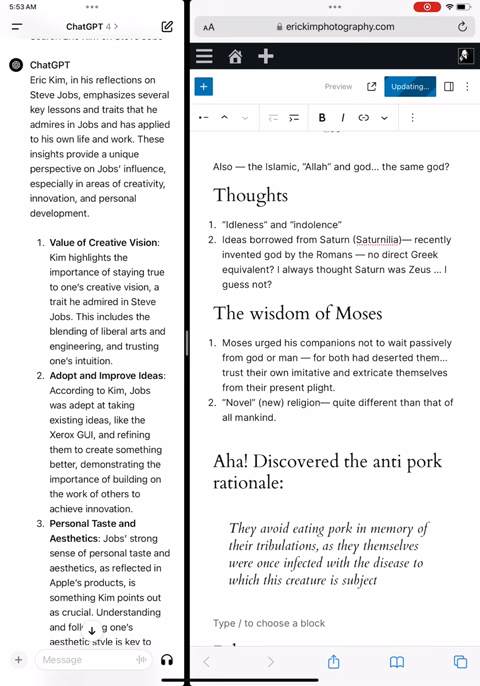 5:53 AM
ChatGPT 4 >
ChatGPT
Eric Kim, in his reflections on
Steve Jobs, emphasizes several
key lessons and traits that he
admires in Jobs and has applied
to his own life and work. These
insights provide a unique
perspective on Jobs' influence,
especially in areas of creativity,
innovation, and personal
development.
1. Value of Creative Vision:
Kim highlights the
importance of staying true
to one's creative vision, a
trait he admired in Steve
Jobs. This includes the
blending of liberal arts and
engineering, and trusting
one's intuition.
2. Adopt and Improve Ideas:
According to Kim, Jobs
was adept at taking
existing ideas, like the
Xerox GUI, and refining
them to create something
better, demonstrating the
importance of building on
the work of others to
achieve innovation.
3. Personal Taste and
Aesthetics: Jobs' strong
sense of personal taste and
aesthetics, as reflected in
Apple's products, is
something Kim points out
as crucial. Understanding
and foll g one's
aesthetic style is key to
Message
AA
erickimphotography.com
Preview
Updating...
B I
Also — the Islamic, "Allah" and god... the same god?
Thoughts
1. "Idleness" and "indolence"
2. Ideas borrowed from Saturn (Saturnilia)— recently
invented god by the Romans — no direct Greek
equivalent? I always thought Saturn was Zeus ... I
guess not?
The wisdom of Moses
1. Moses urged his companions not to wait passively
from god or man — for both had deserted them...
trust their own imitative and extricate themselves
from their present plight.
2. "Novel" (new) religion— quite different than that of
all mankind.
Aha! Discovered the anti pork
rationale:
They avoid eating pork in memory of
their tribulations, as they themselves
were once infected with the disease to
which this creature is subject
Type / to choose a block